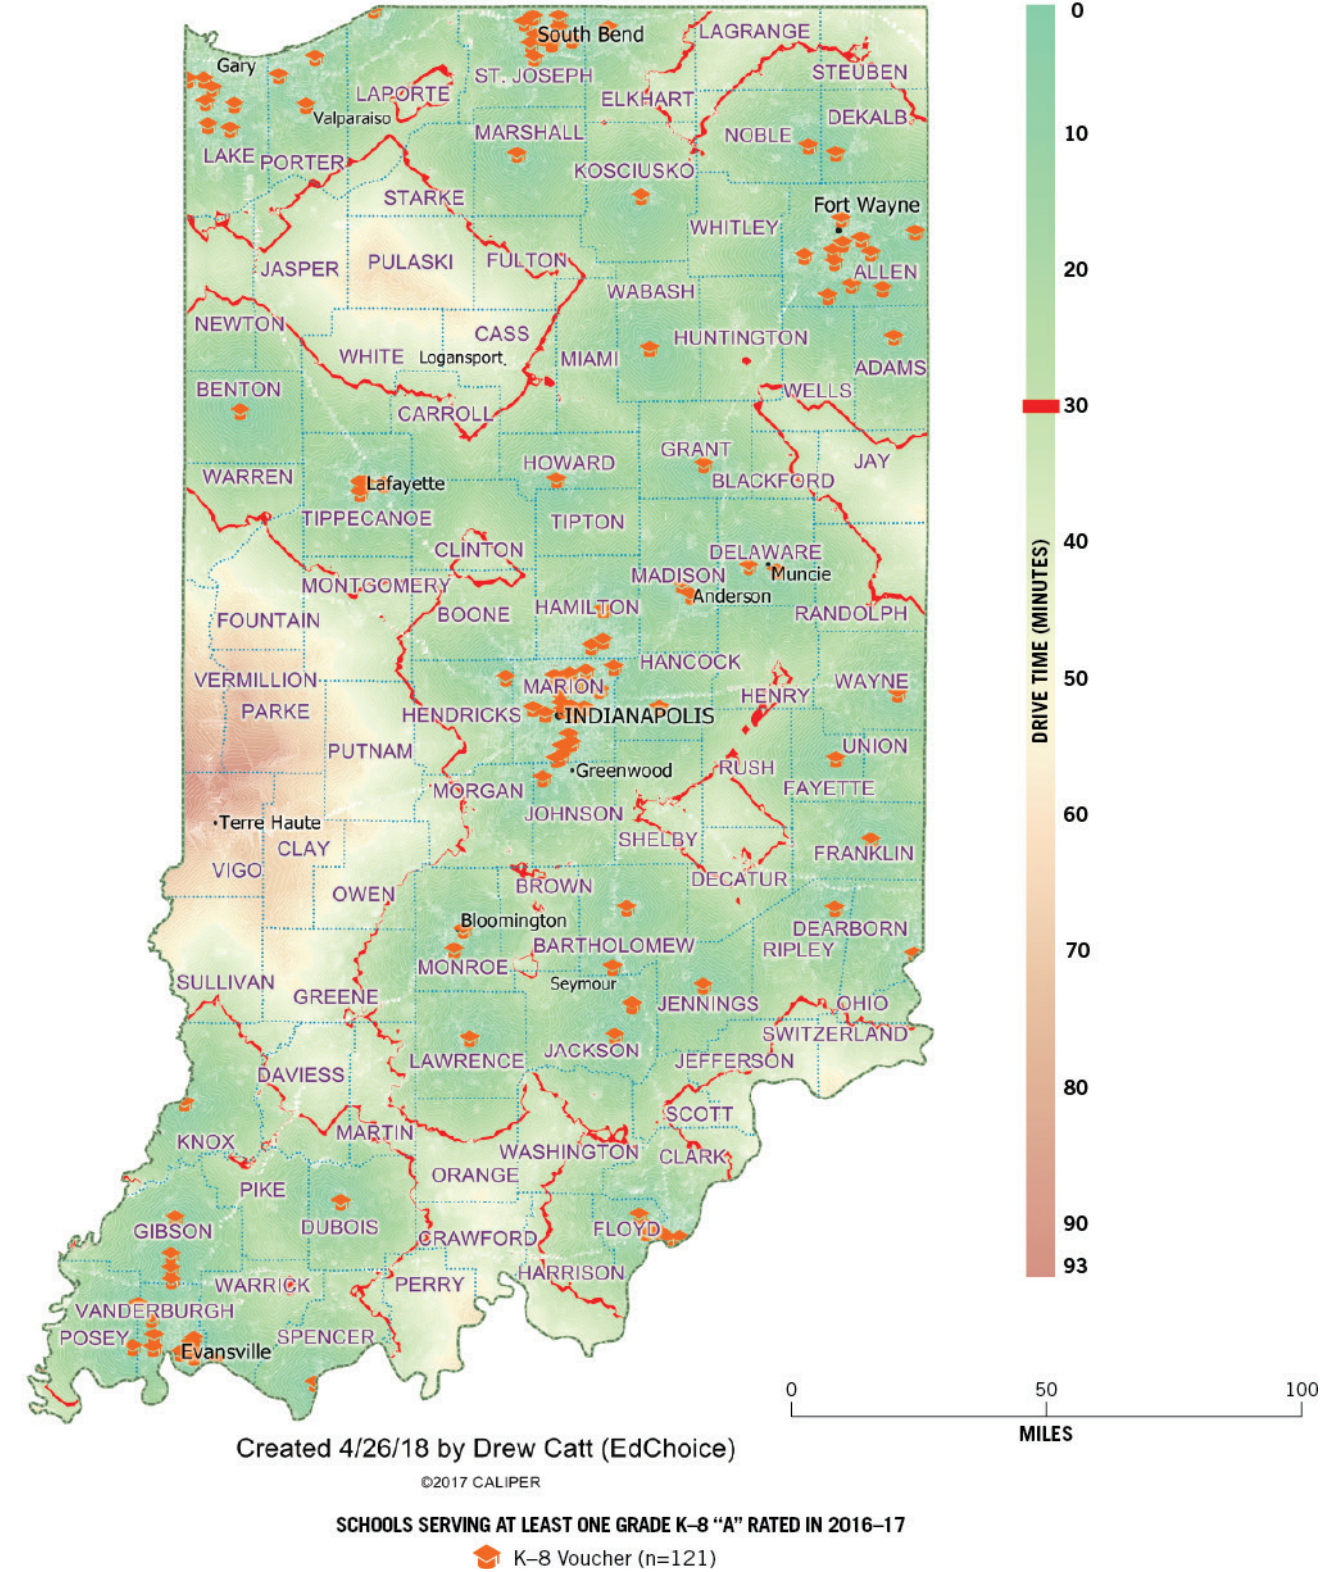 South Bend
LAGRANGE
Gary
STEUBEN
ST. JOSEPH
LAPORTE
ELKHART
Valparaiso
DEKALB
MARSHALL
NOBLE
LAKE
PORTER
KOSCIUSKO
STARKE
Fort Wayne
WHITLEY
JASPER
PULASKI
FULTON
ALLEN
WABASH
NEWTON
CASS
HUNTINGTON
WHITE
Logansport
MIAMI
ADAMS
BENTON
WELLS
CARROLL
GRANT
HOWARD
JAY
WARREN
Lafayette
BLACKFORD
TIPPECANOE
TIPTON
CLINTON
DELAWARE
MADISON
Muncie
MONTGOMERY
Anderson
HAMILTON
BOONE
RANDOLPH
FOUNTAIN
HANCOCK
VERMILLION
MARION
WAYNE
HENRY
PARKE
HENDRICKS
INDIANAPOLIS
PUTNAM
UNION
Greenwood
RUSH
MORGAN
FAYETTE
JOHNSON
Terre Haute
SHELBY
CLAY
FRANKLIN
VIGO
DECATUR
BROWN
OWEN
Bloomington
DEARBORN
BARTHOLOMEW
RIPLEY
MONROE
SULLIVAN
Seymour
GREENE
JENNINGS
OHIO
SWITZERLAND
JACKSON
LAWRENCE
JEFFERSON
DAVIESS
SCOTT
MARTIN
KNOX
WASHINGTON
CLARK
ORANGE
PIKE
GIBSON
DUBOIS
FLOYD
CRAWFORD
HARRISON
WARRICK
PERRY
VANDERBURGH
POSEY
SPENCER
Evansville
0
10
20
30
40
50
60
70
80
90
93
DRIVE TIME (MINUTES)
0 50 100
MILES
Created 4/26/18 by Drew Catt (EdChoice)
©2017 CALIPER
SCHOOLS SERVING AT LEAST ONE GRADE K–8 “A” RATED IN 2016–17
K–8 Voucher (n=121)